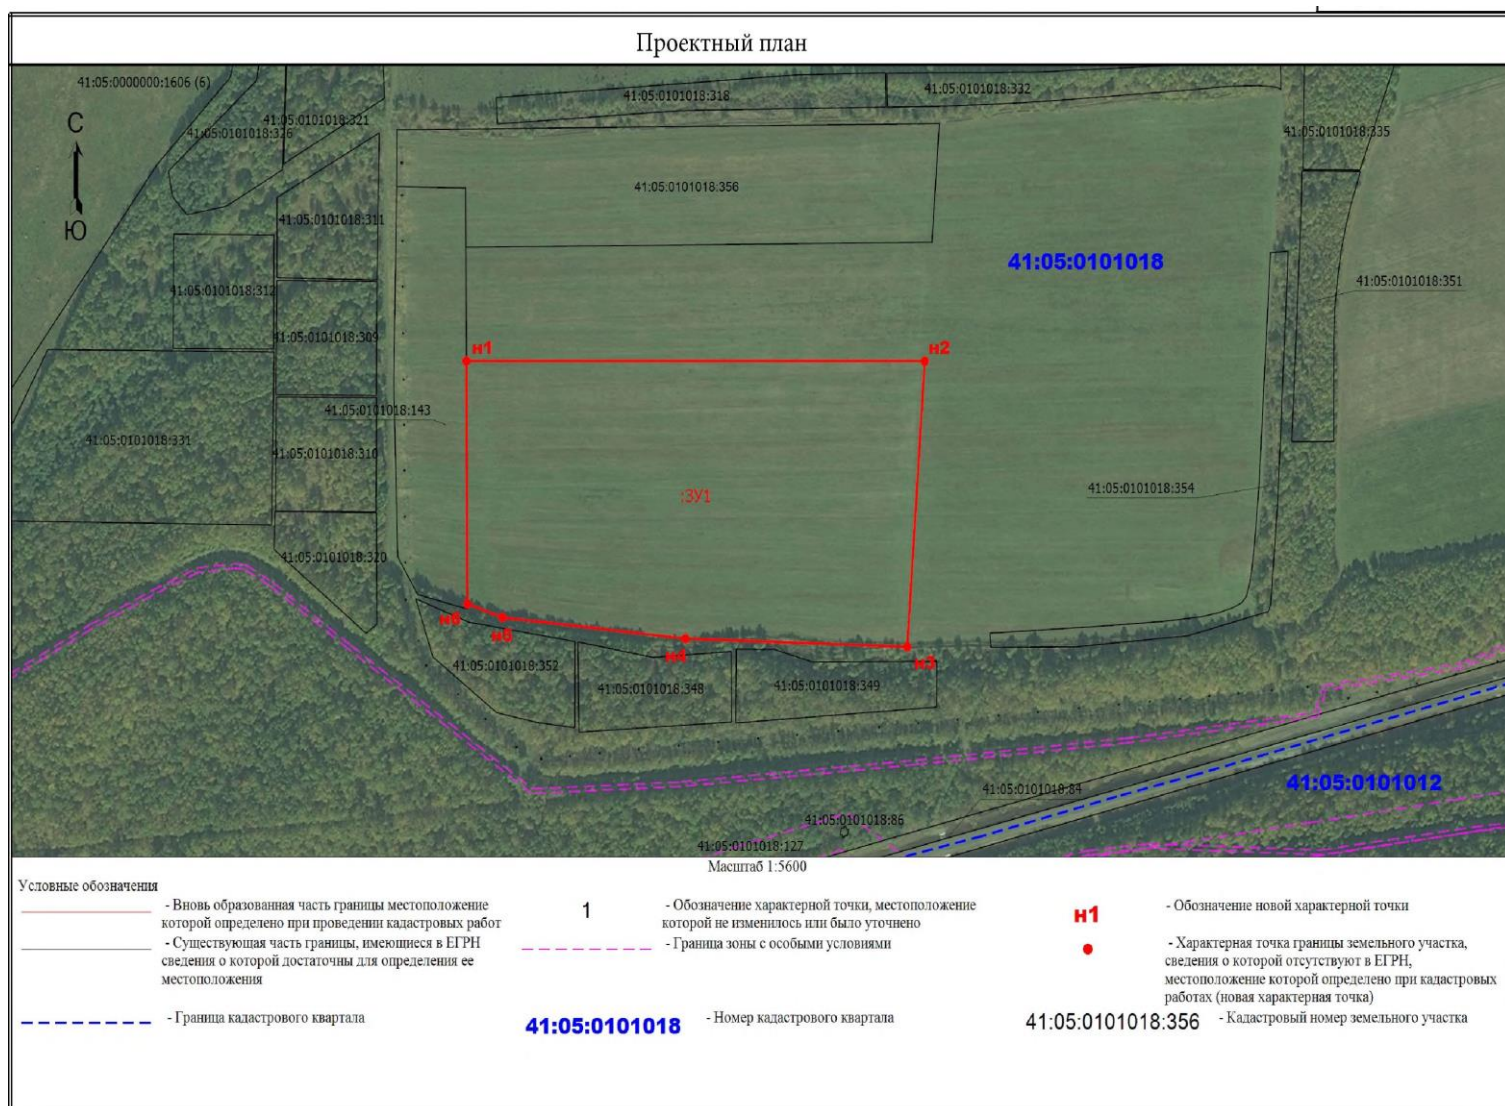 Проектный план
41:05:0000000:1606 (6)
41:05:0101018:318
41:05:0101018:332
41:05:0101018:321
41:05:0101018:326
41:05:0101018:335
С
41:05:0101018:356
41:05:0101018:311
Ю
41:05:0101018
41:05:0101018:312
41:05:0101018:351
41:05:0101018:309
н1
н2
41:05:0101018:143
41:05:0101018:331
41:05:0101018:310
41:05:0101018:354
:ЗУ1
41:05:0101018:320
н6
н5
н4
н3
41:05:0101018:352
41:05:0101018:348
41:05:0101018:349
41:05:0101018:84
41:05:0101012
41:05:0101018:86
41:05:0101018:127
Масштаб 1:5600
Условные обозначения
- Вновь образованная часть границы местоположение
которой определено при проведении кадастровых работ
- Существующая часть границы, имеющиеся в ЕГРН
сведения о которой достаточны для определения ее
местоположения
- Граница кадастрового квартала
1
- Обозначение характерной точки, местоположение
которой не изменилось или было уточнено
- Граница зоны с особыми условиями
41:05:0101018
- Номер кадастрового квартала
н1
- Обозначение новой характерной точки
- Характерная точка границы земельного участка,
сведения о которой отсутствуют в ЕГРН,
местоположение которой определено при кадастровых
работах (новая характерная точка)
41:05:0101018:356
- Кадастровый номер земельного участка